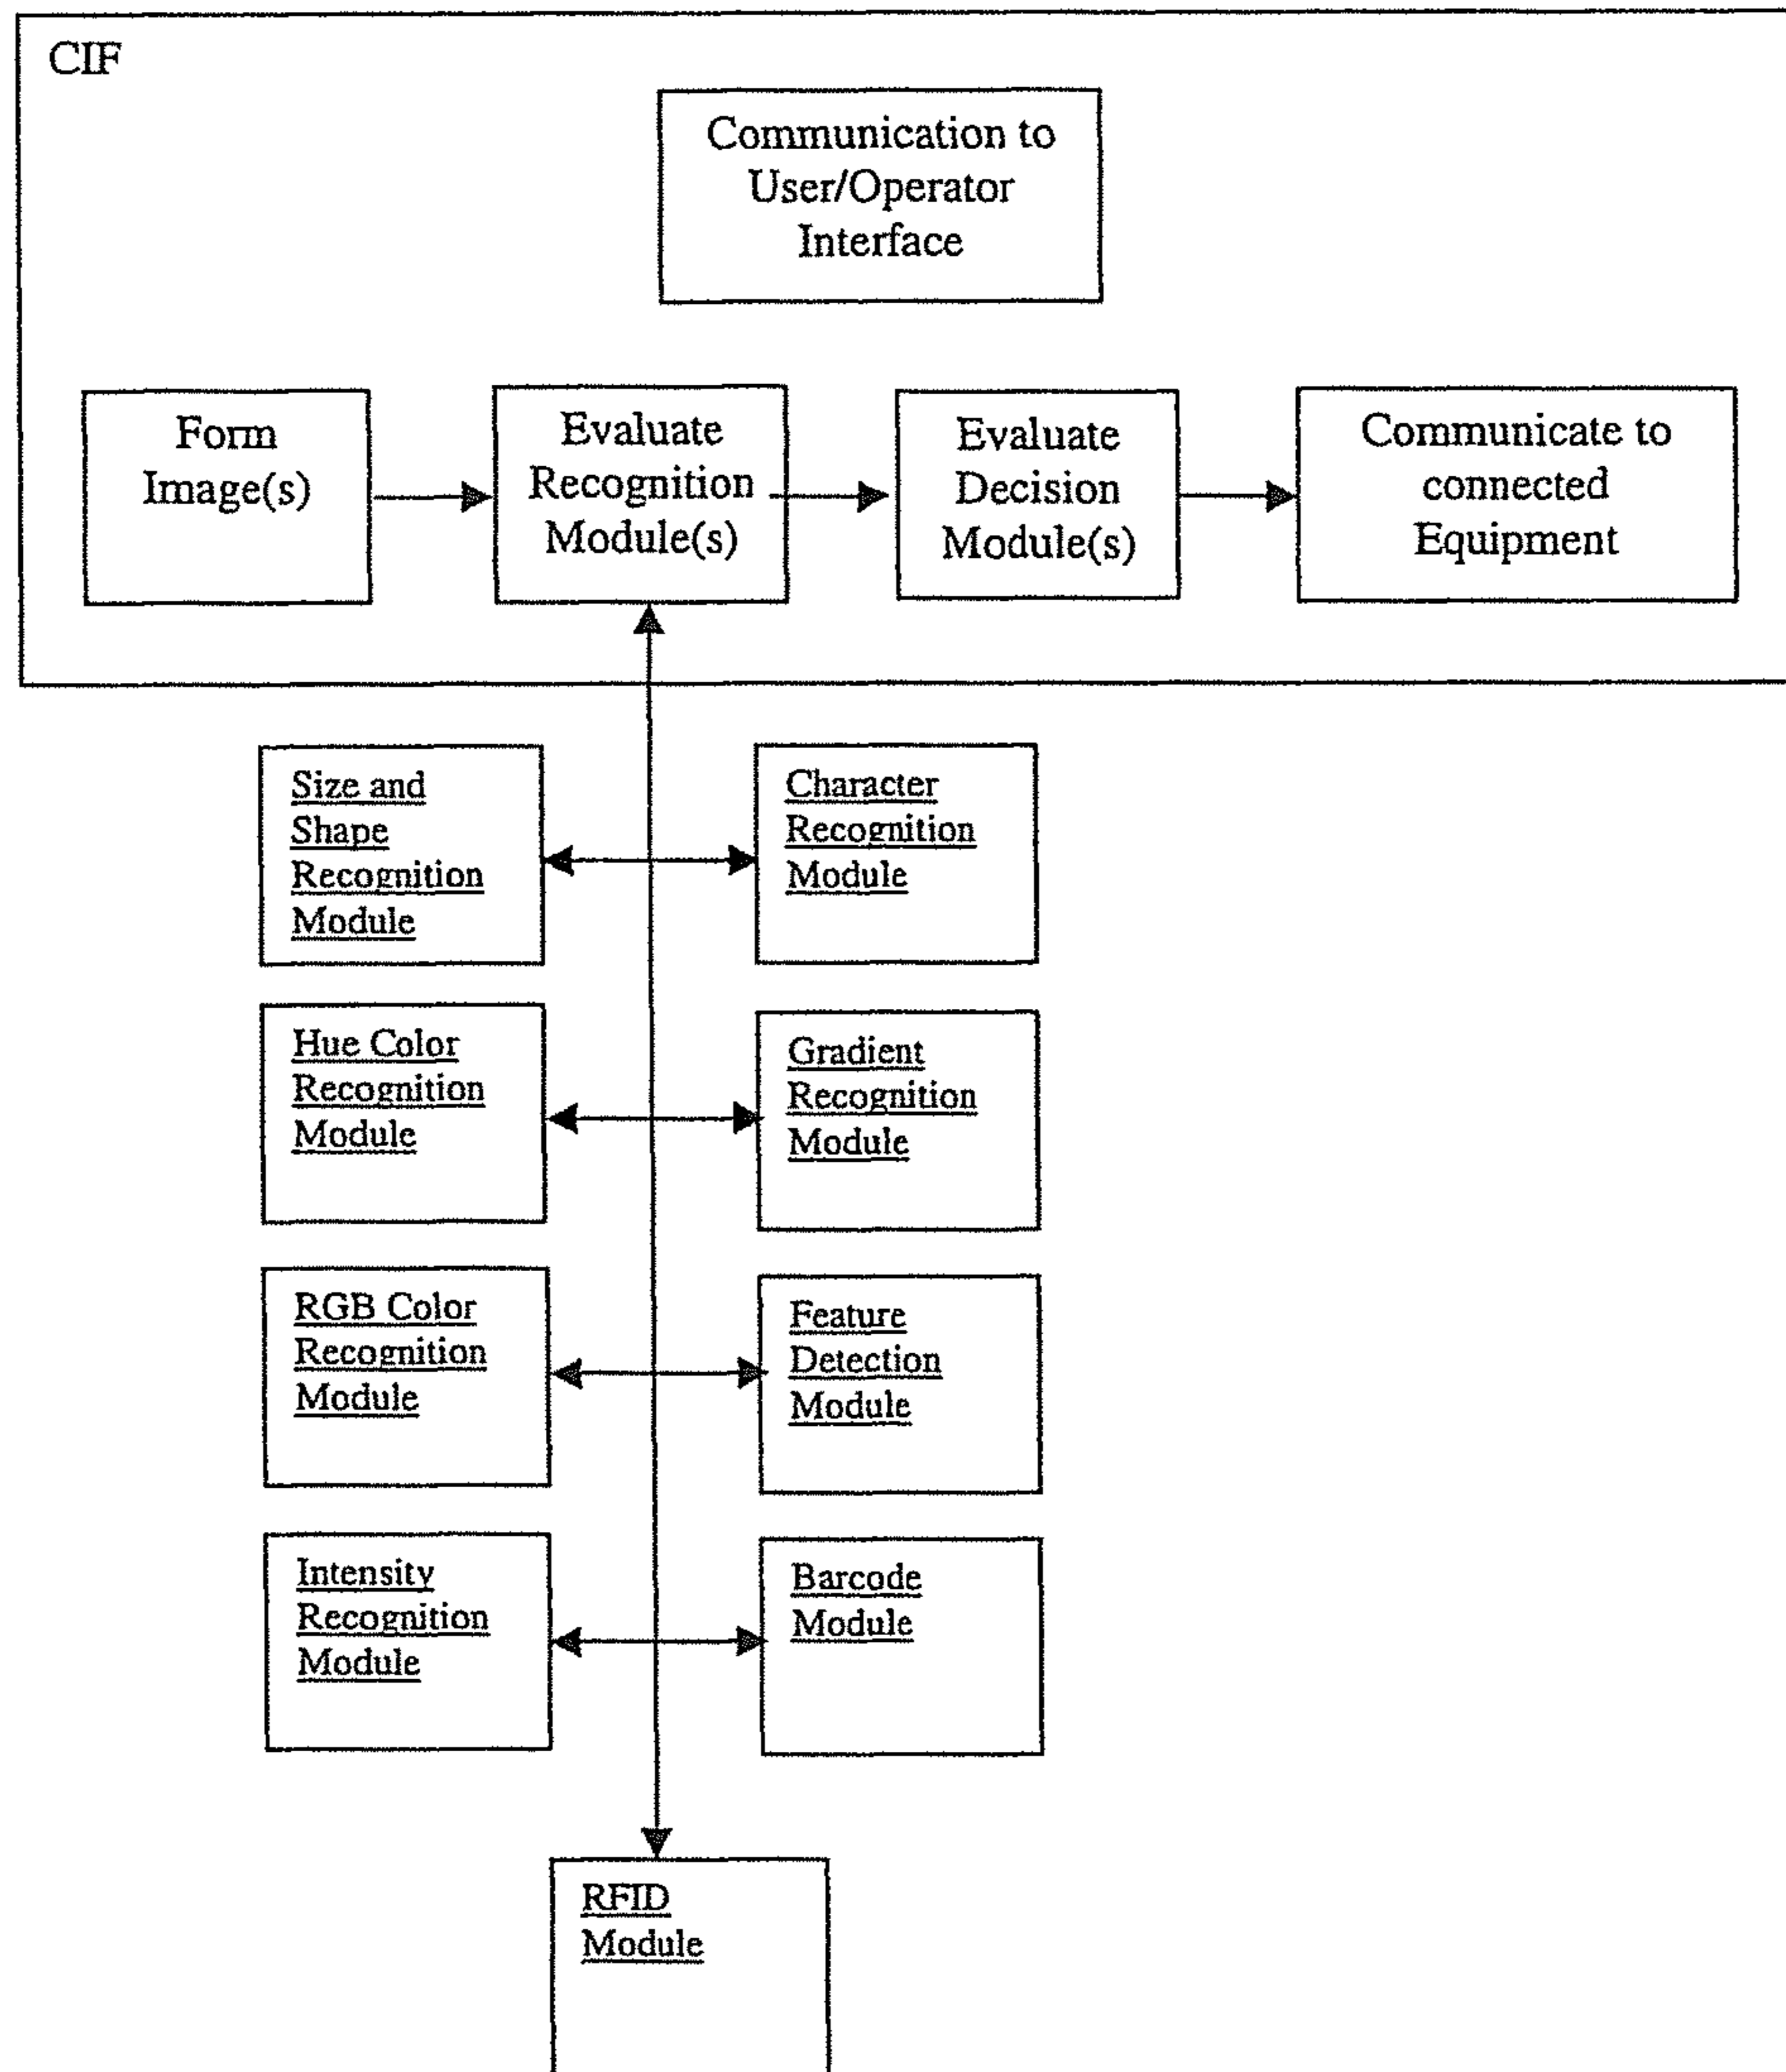 CIF
Communication to
User/Operator
Interface
Form
Image(s)
Evaluate
Recognition
Module(s)
Evaluate
Decision
Module(s)
Communicate to
connected
Equipment
Size and
Shape
Recognition
Module
Character
Recognition
Module
Hue Color
Recognition
Module
Gradient
Recognition
Module
RGB Color
Recognition
Module
Feature
Detection
Module
Intensity
Recognition
Module
Barcode
Module
RFID
Module